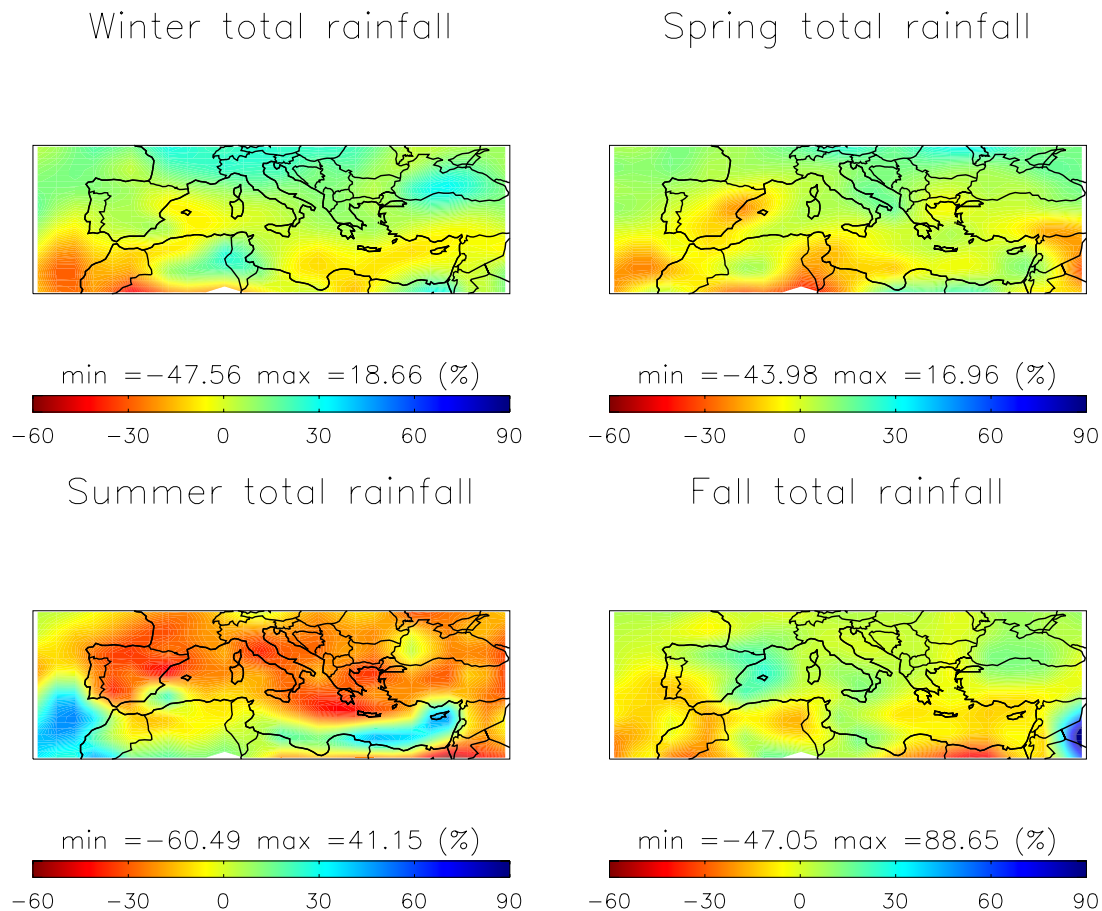 Winter total rainfall
Spring total rainfall
min =−47.56 max =18.66 (%)
min =−43.98 max =16.96 (%)
−60 −30 0 30 60 90
−60 −30 0 30 60 90
Summer total rainfall
Fall total rainfall
min =−60.49 max =41.15 (%)
min =−47.05 max =88.65 (%)
−60 −30 0 30 60 90
−60 −30 0 30 60 90